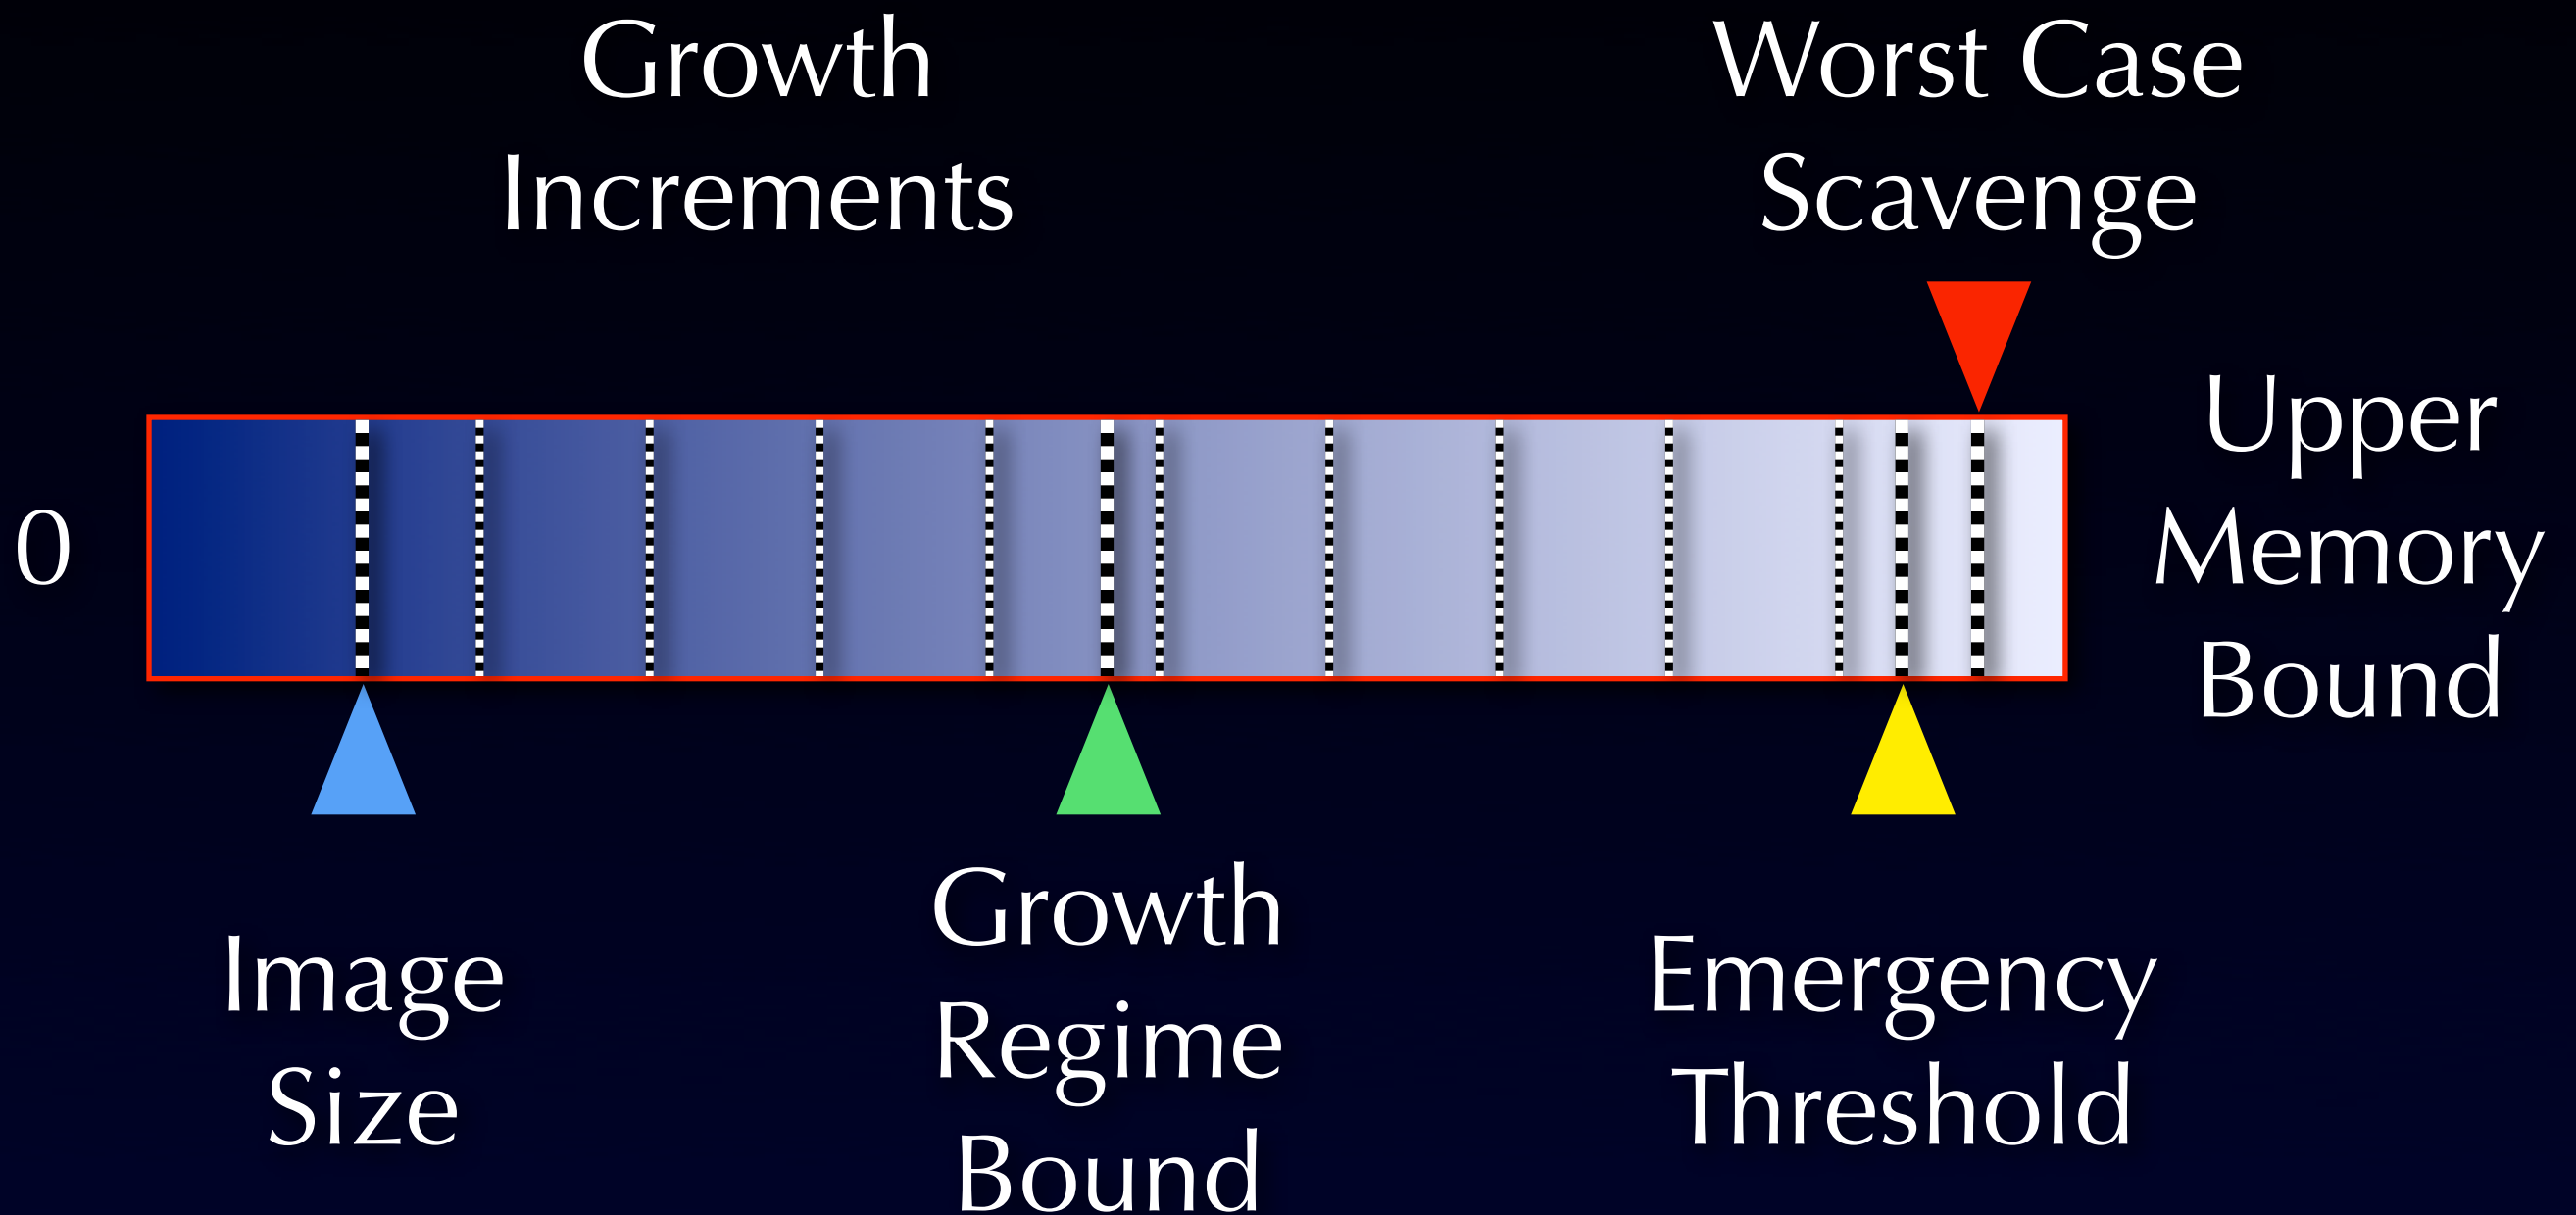 Growth
Increments
Worst Case
Scavenge
0
Upper
Memory
Bound
Image
Size
Growth
Regime
Bound
Emergency
Threshold